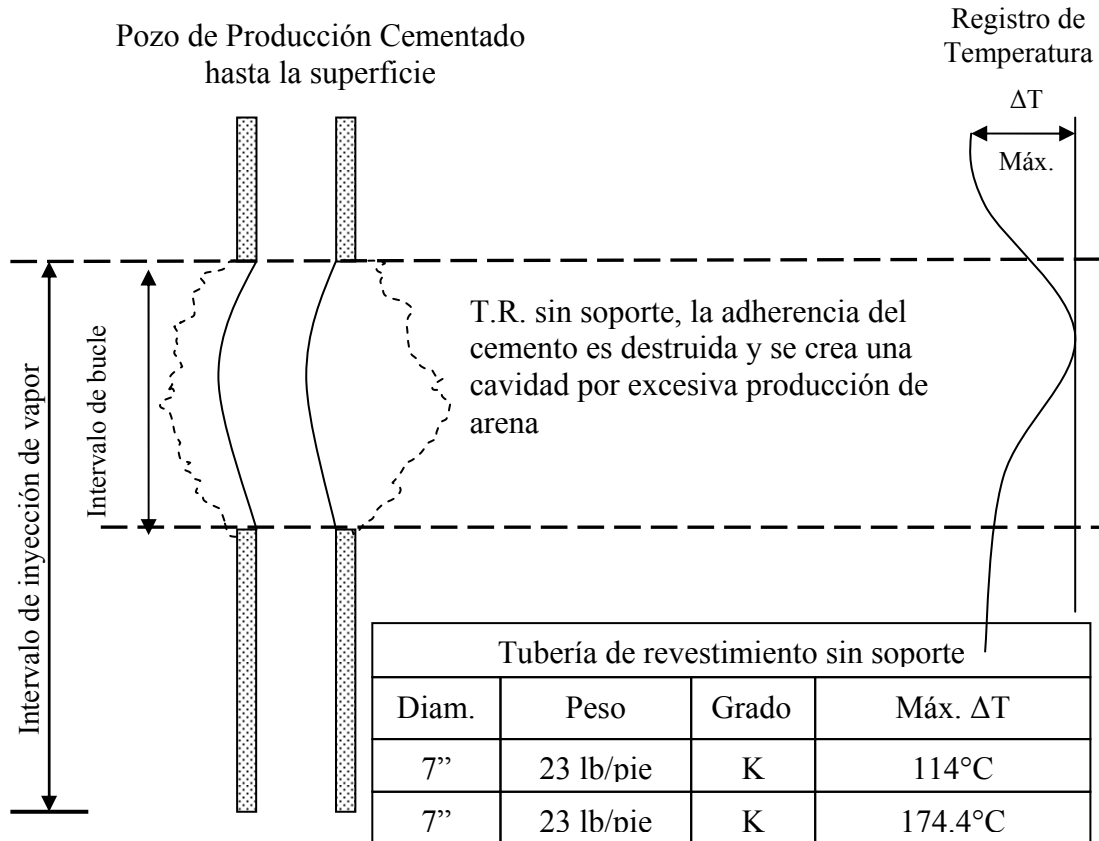 Pozo de Producción Cementado
hasta la superficie
Registro de
Temperatura
ΔT
Máx.
Intervalo de inyección de vapor
Intervalo de bucle
T.R. sin soporte, la adherencia del
cemento es destruida y se crea una
cavidad por excesiva producción de
arena
Tubería de revestimiento sin soporte
Diam. Peso Grado Máx. ΔT
7” 23 lb/pie K 114°C
7” 23 lb/pie K 174.4°C